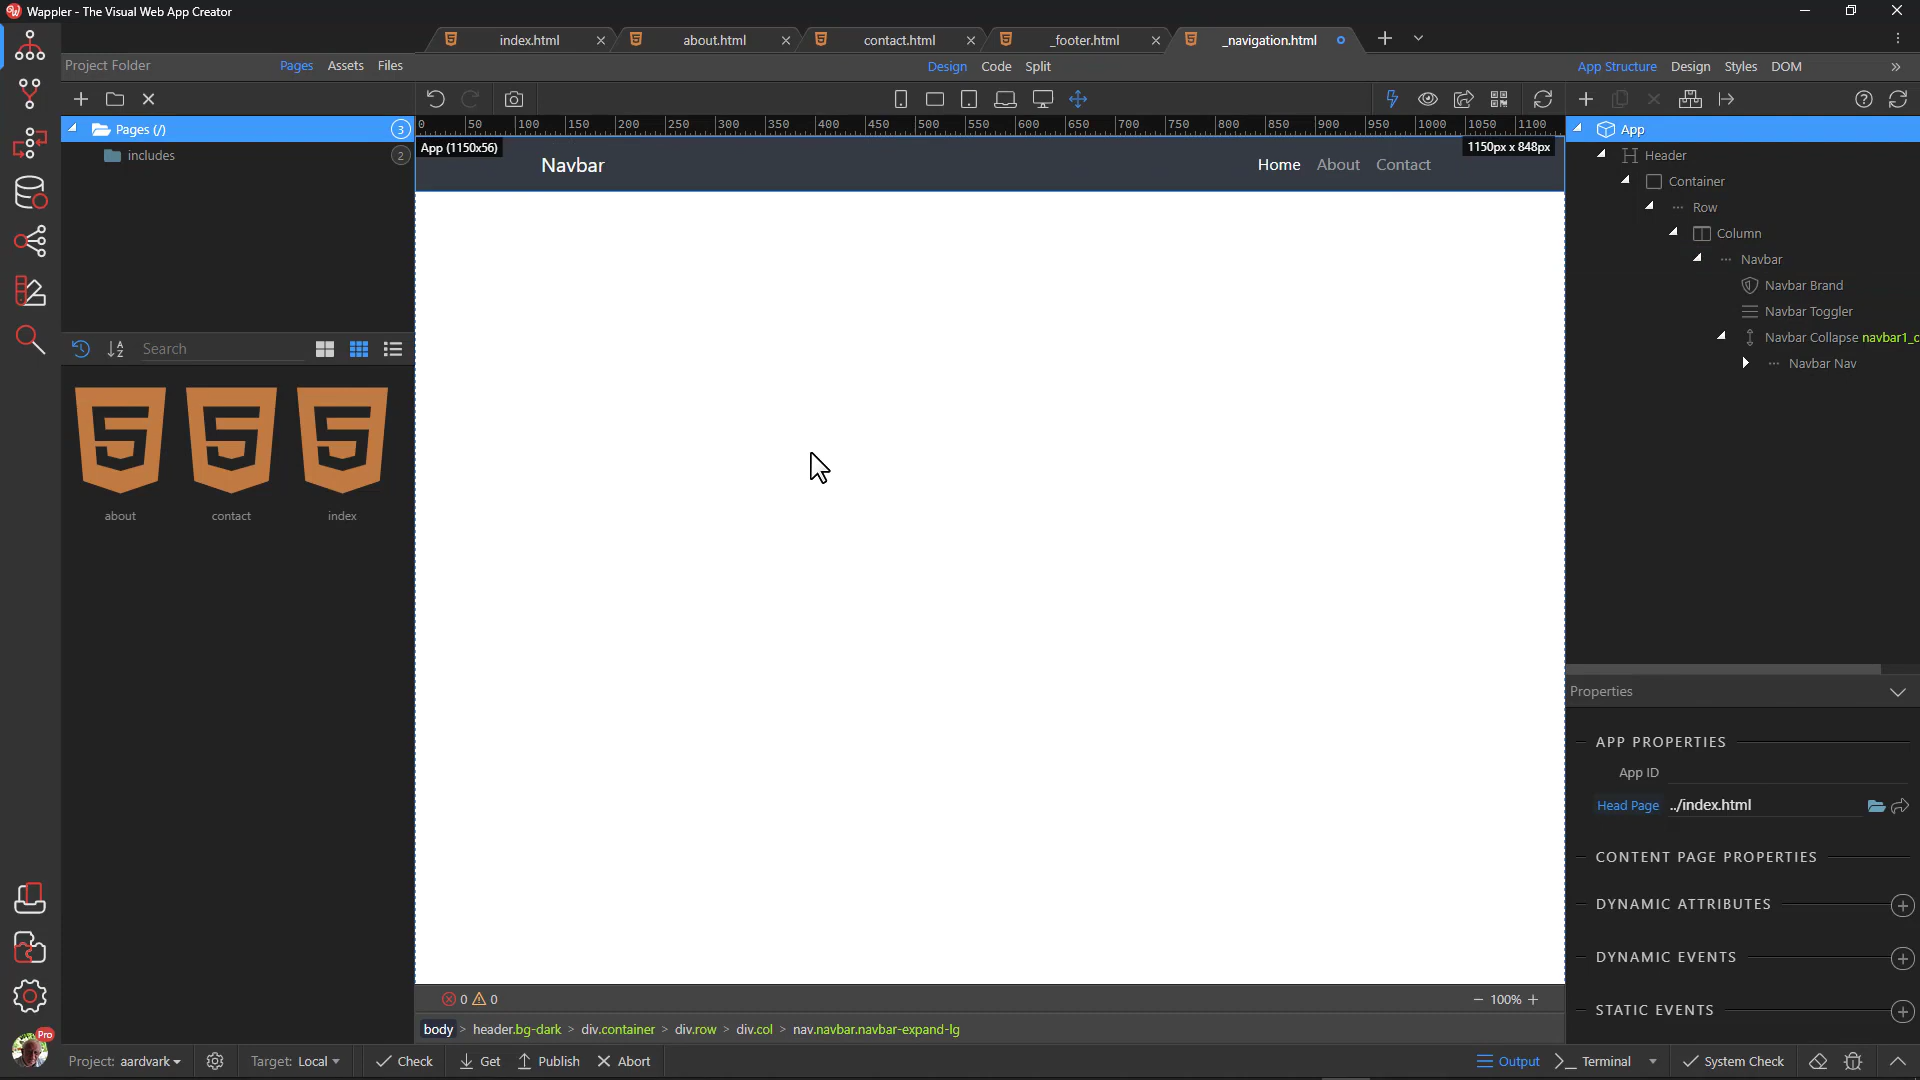 Wappler - The Visual Web App Creator
index.html
about.html
contact.html
_footer.html
_navigation.html
Project Folder
Pages
Assets
Files
Design
Code
Split
App Structure
Design
Styles
DOM
Pages (/)
3
includes
2
0 50 100 150 200 250 300 350 400 450 500 550 600 650 700 750 800 850 900 950 1000 1050 1100
App (1150x56)
1150px x 848px
Navbar
Home
About
Contact
App
Header
Container
Row
Column
Navbar
Navbar Brand
Navbar Toggler
Navbar Collapse navbar1_c
Navbar Nav
Search
about
contact
index
Properties
APP PROPERTIES
App ID
Head Page ../index.html
CONTENT PAGE PROPERTIES
DYNAMIC ATTRIBUTES
DYNAMIC EVENTS
STATIC EVENTS
0 0
100%
body > header.bg-dark > div.container > div.row > div.col > nav.navbar.navbar-expand-lg
Pro
Project: aardvark
Target: Local
Check
Get
Publish
Abort
Output
Terminal
System Check